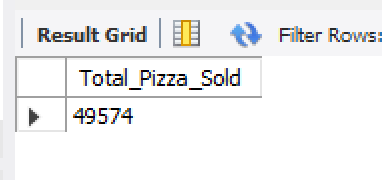 Result Grid Filter Rows:
Total_Pizza_Sold
49574